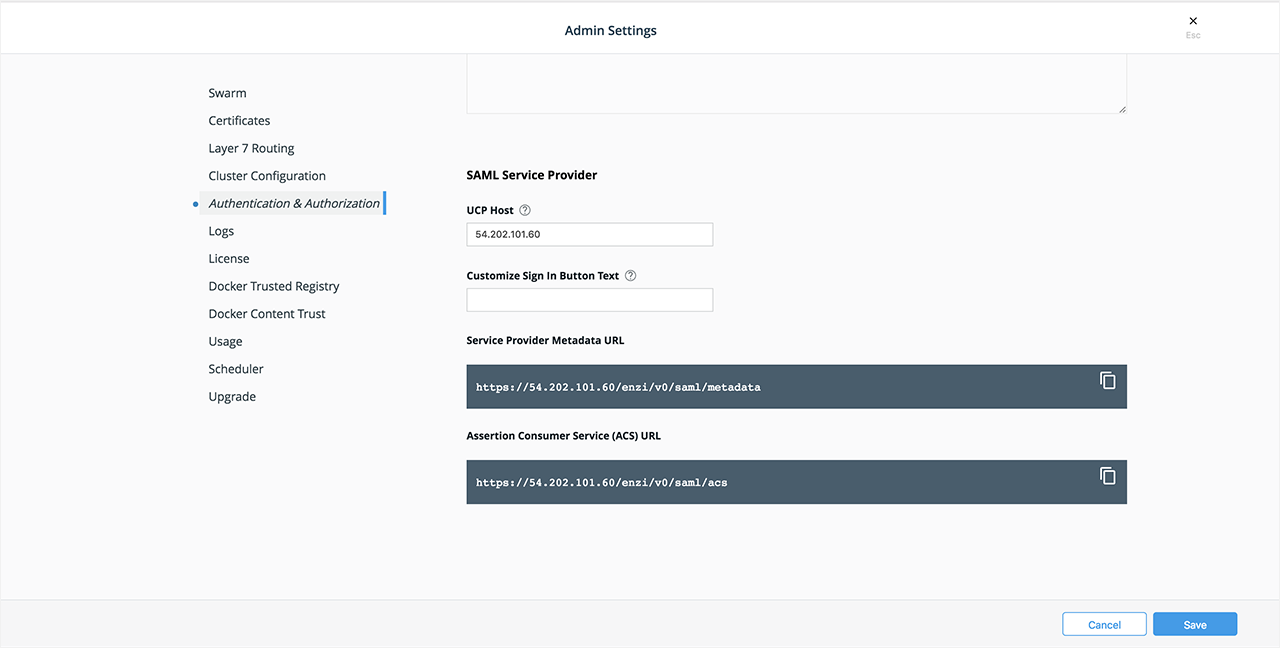 Admin Settings
Esc
Swarm
Certificates
Layer 7 Routing
Cluster Configuration
Authentication & Authorization
Logs
License
Docker Trusted Registry
Docker Content Trust
Usage
Scheduler
Upgrade
SAML Service Provider
UCP Host ?
54.202.101.60
Customize Sign In Button Text ?
Service Provider Metadata URL
https://54.202.101.60/enzi/v0/saml/metadata
Assertion Consumer Service (ACS) URL
https://54.202.101.60/enzi/v0/saml/acs
Cancel
Save